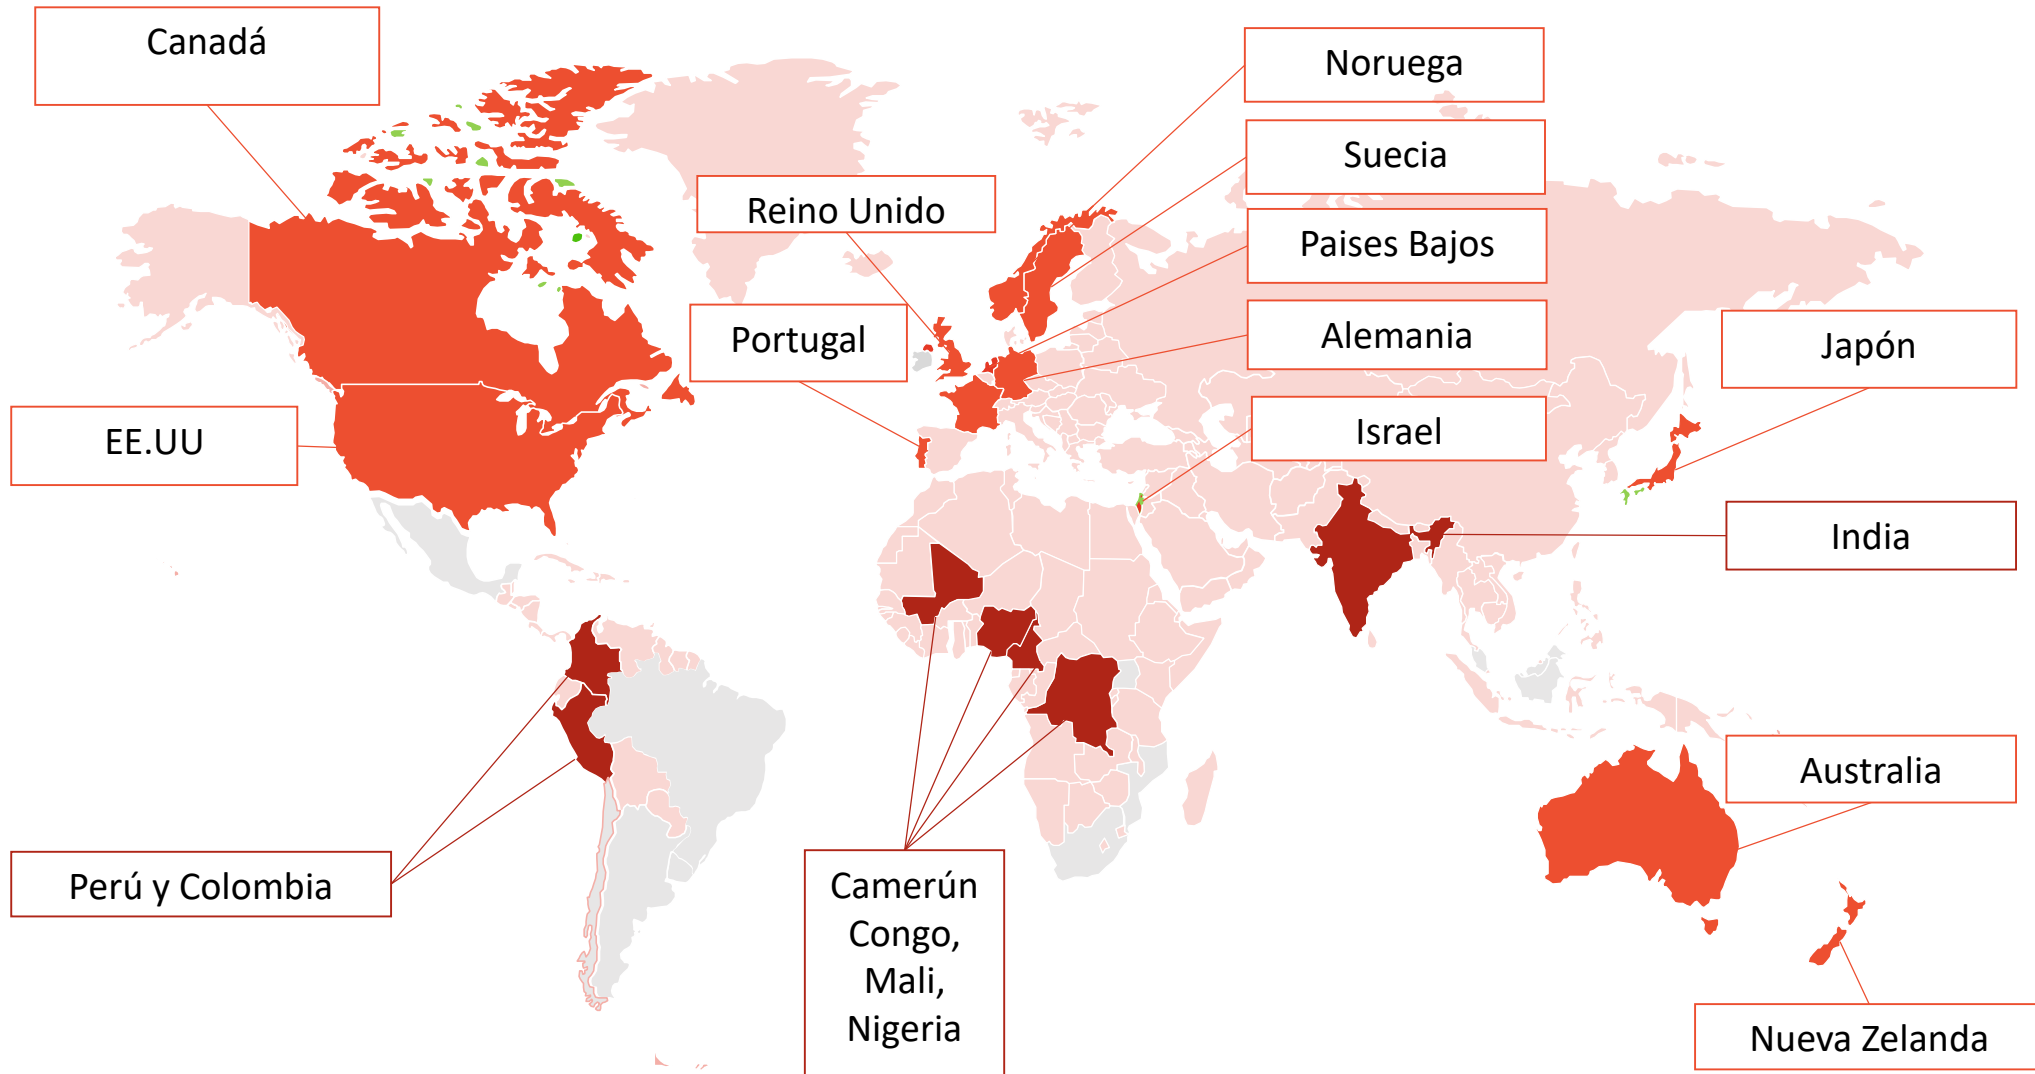 Canadá
Noruega
Suecia
Reino Unido
Paises Bajos
Portugal
Alemania
Japón
EE.UU
Israel
India
Australia
Perú y Colombia
Camerún
Congo,
Mali,
Nigeria
Nueva Zelanda